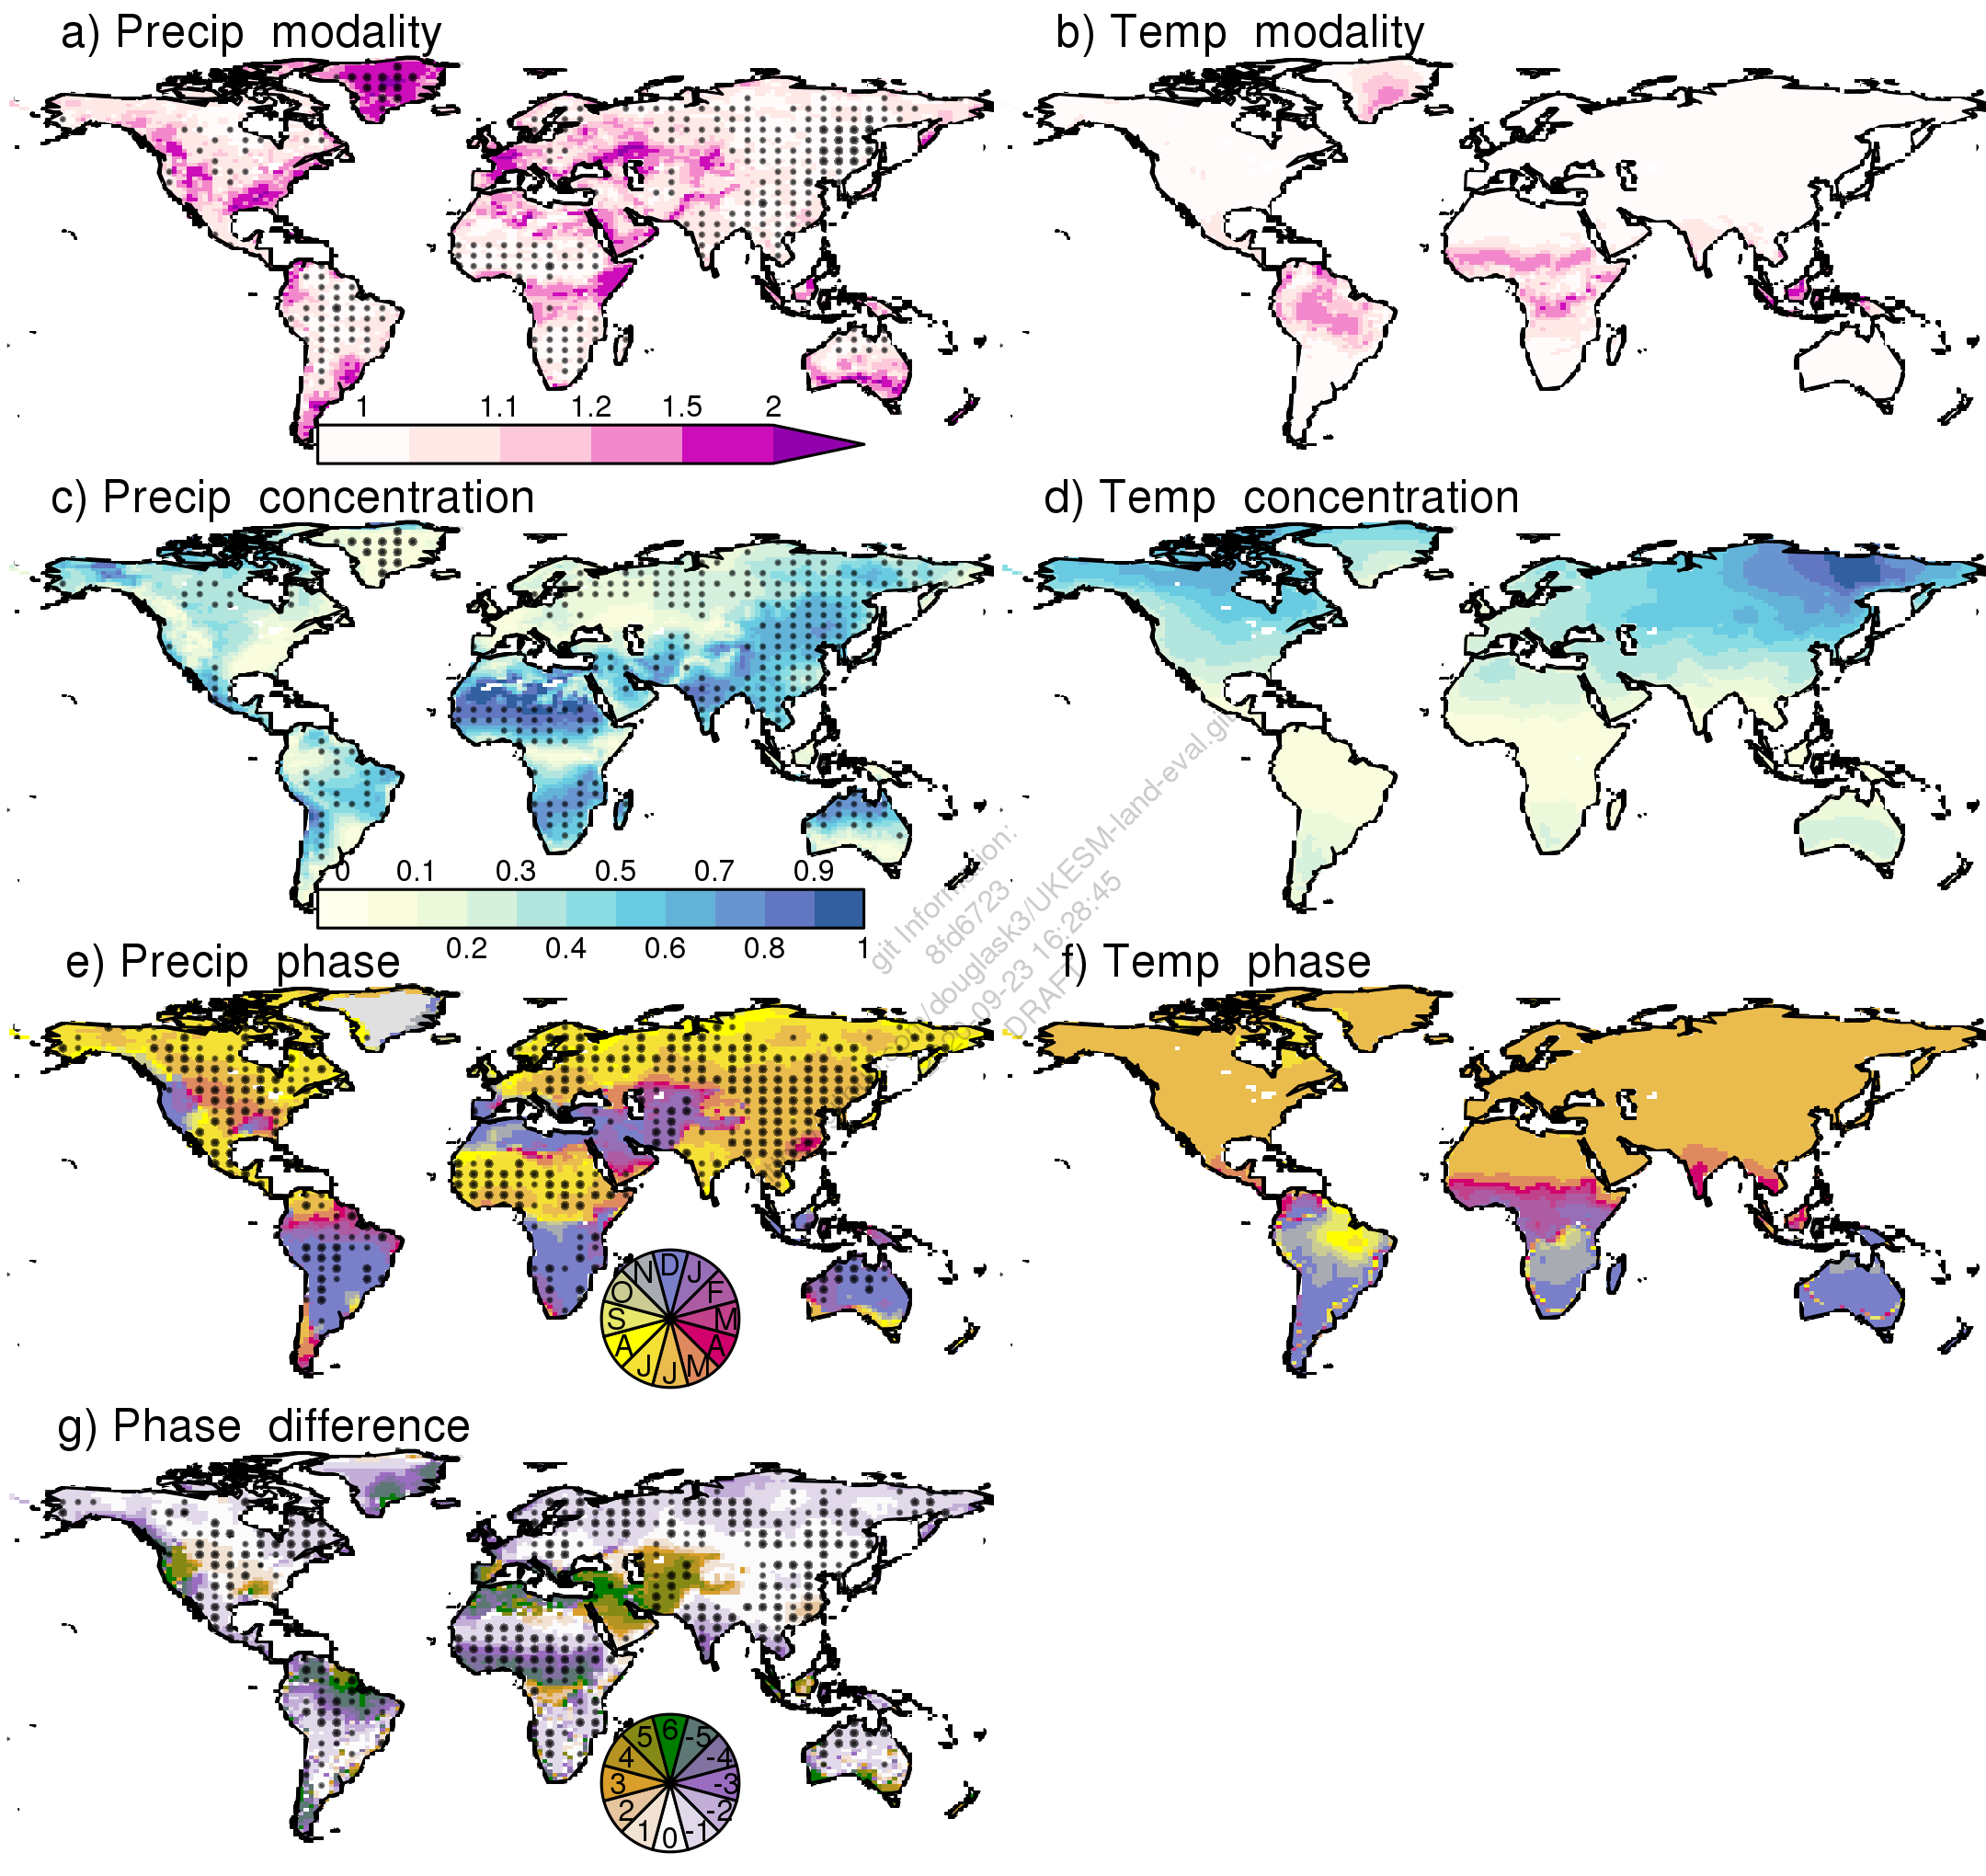 a) Precip modality
b) Temp modality
1 1.1 1.2 1.5 2
c) Precip concentration
d) Temp concentration
0 0.1 0.3 0.5 0.7 0.9
0.2 0.4 0.6 0.8 1
git Information:
8fd6723
.com/douglask3/UKESM-land-eval.git
20-09-23 16:28:45
DRAFT
e) Precip phase
f) Temp phase
N D J
O F
S M
A A
J J M
g) Phase difference
5 6 -5
4 -4
3 -3
2 -2
1 0 -1